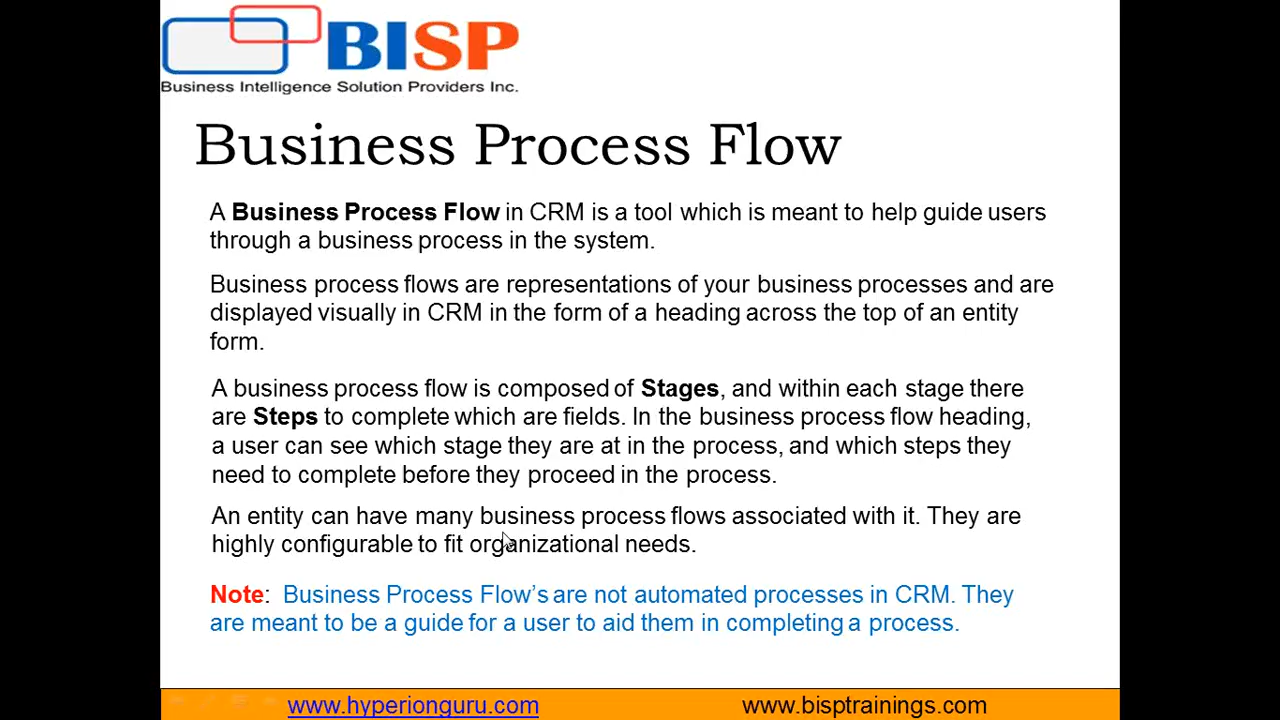 BISP
Business Intelligence Solution Providers Inc.
Business Process Flow
A Business Process Flow in CRM is a tool which is meant to help guide users
through a business process in the system.
Business process flows are representations of your business processes and are
displayed visually in CRM in the form of a heading across the top of an entity
form.
A business process flow is composed of Stages, and within each stage there
are Steps to complete which are fields. In the business process flow heading,
a user can see which stage they are at in the process, and which steps they
need to complete before they proceed in the process.
An entity can have many business process flows associated with it. They are
highly configurable to fit organizational needs.
Note: Business Process Flow’s are not automated processes in CRM. They
are meant to be a guide for a user to aid them in completing a process.
www.hyperionguru.com www.bisptrainings.com